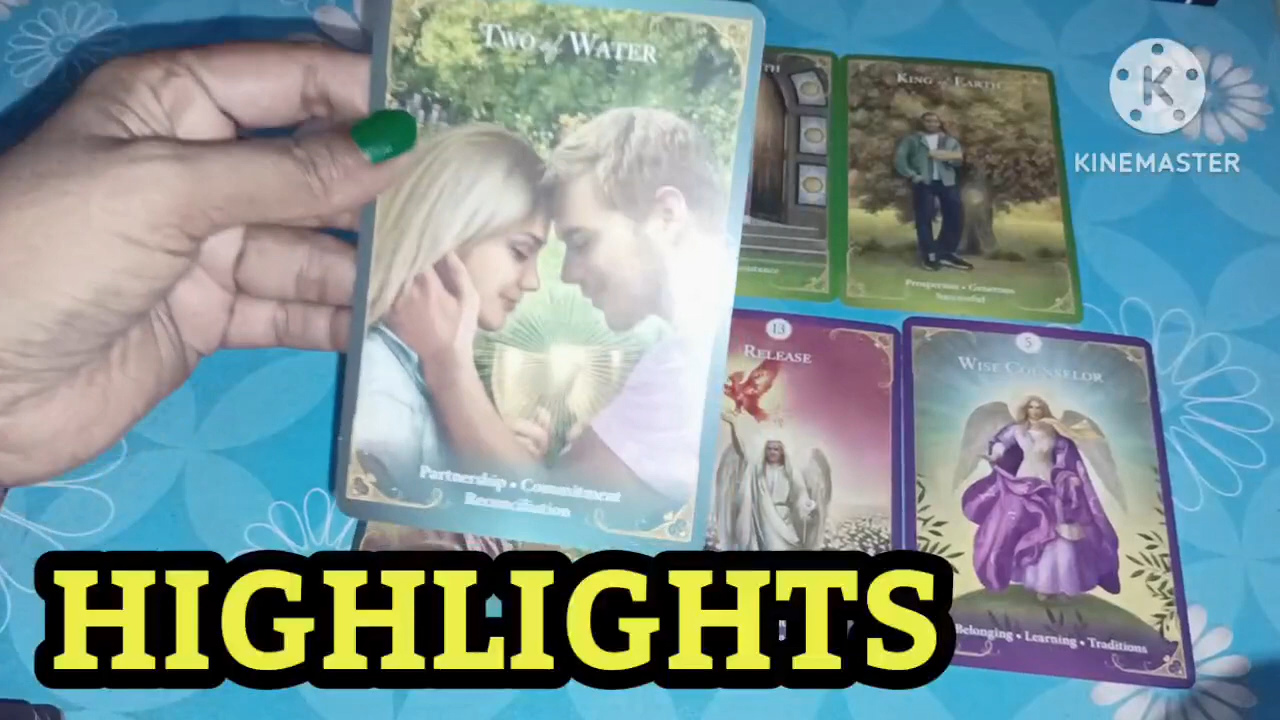 Two of Water
Partnership • Commitment
Reconciliation
King of Earth
Prosperous • Generous
Successful
13
Release
5
Wise Counselor
Belonging • Learning • Traditions
K
KINEMASTER
HIGHLIGHTS